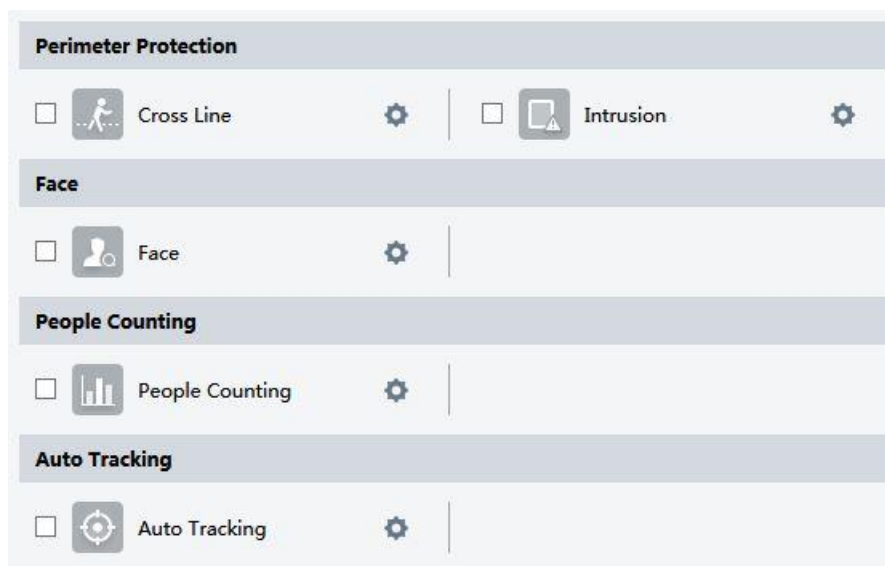 Perimeter Protection
Cross Line
Intrusion
Face
Face
People Counting
People Counting
Auto Tracking
Auto Tracking